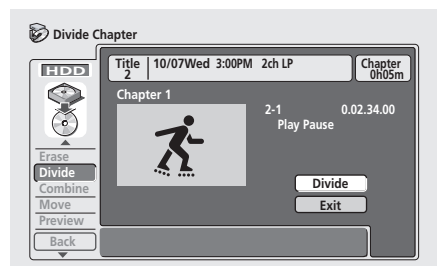 Divide Chapter
HDD
Title 2 10/07Wed 3:00PM 2ch LP Chapter 0h05m
Chapter 1
2-1 0.02.34.00
Play Pause
Erase
Divide
Combine
Move
Preview
Back
Divide
Exit